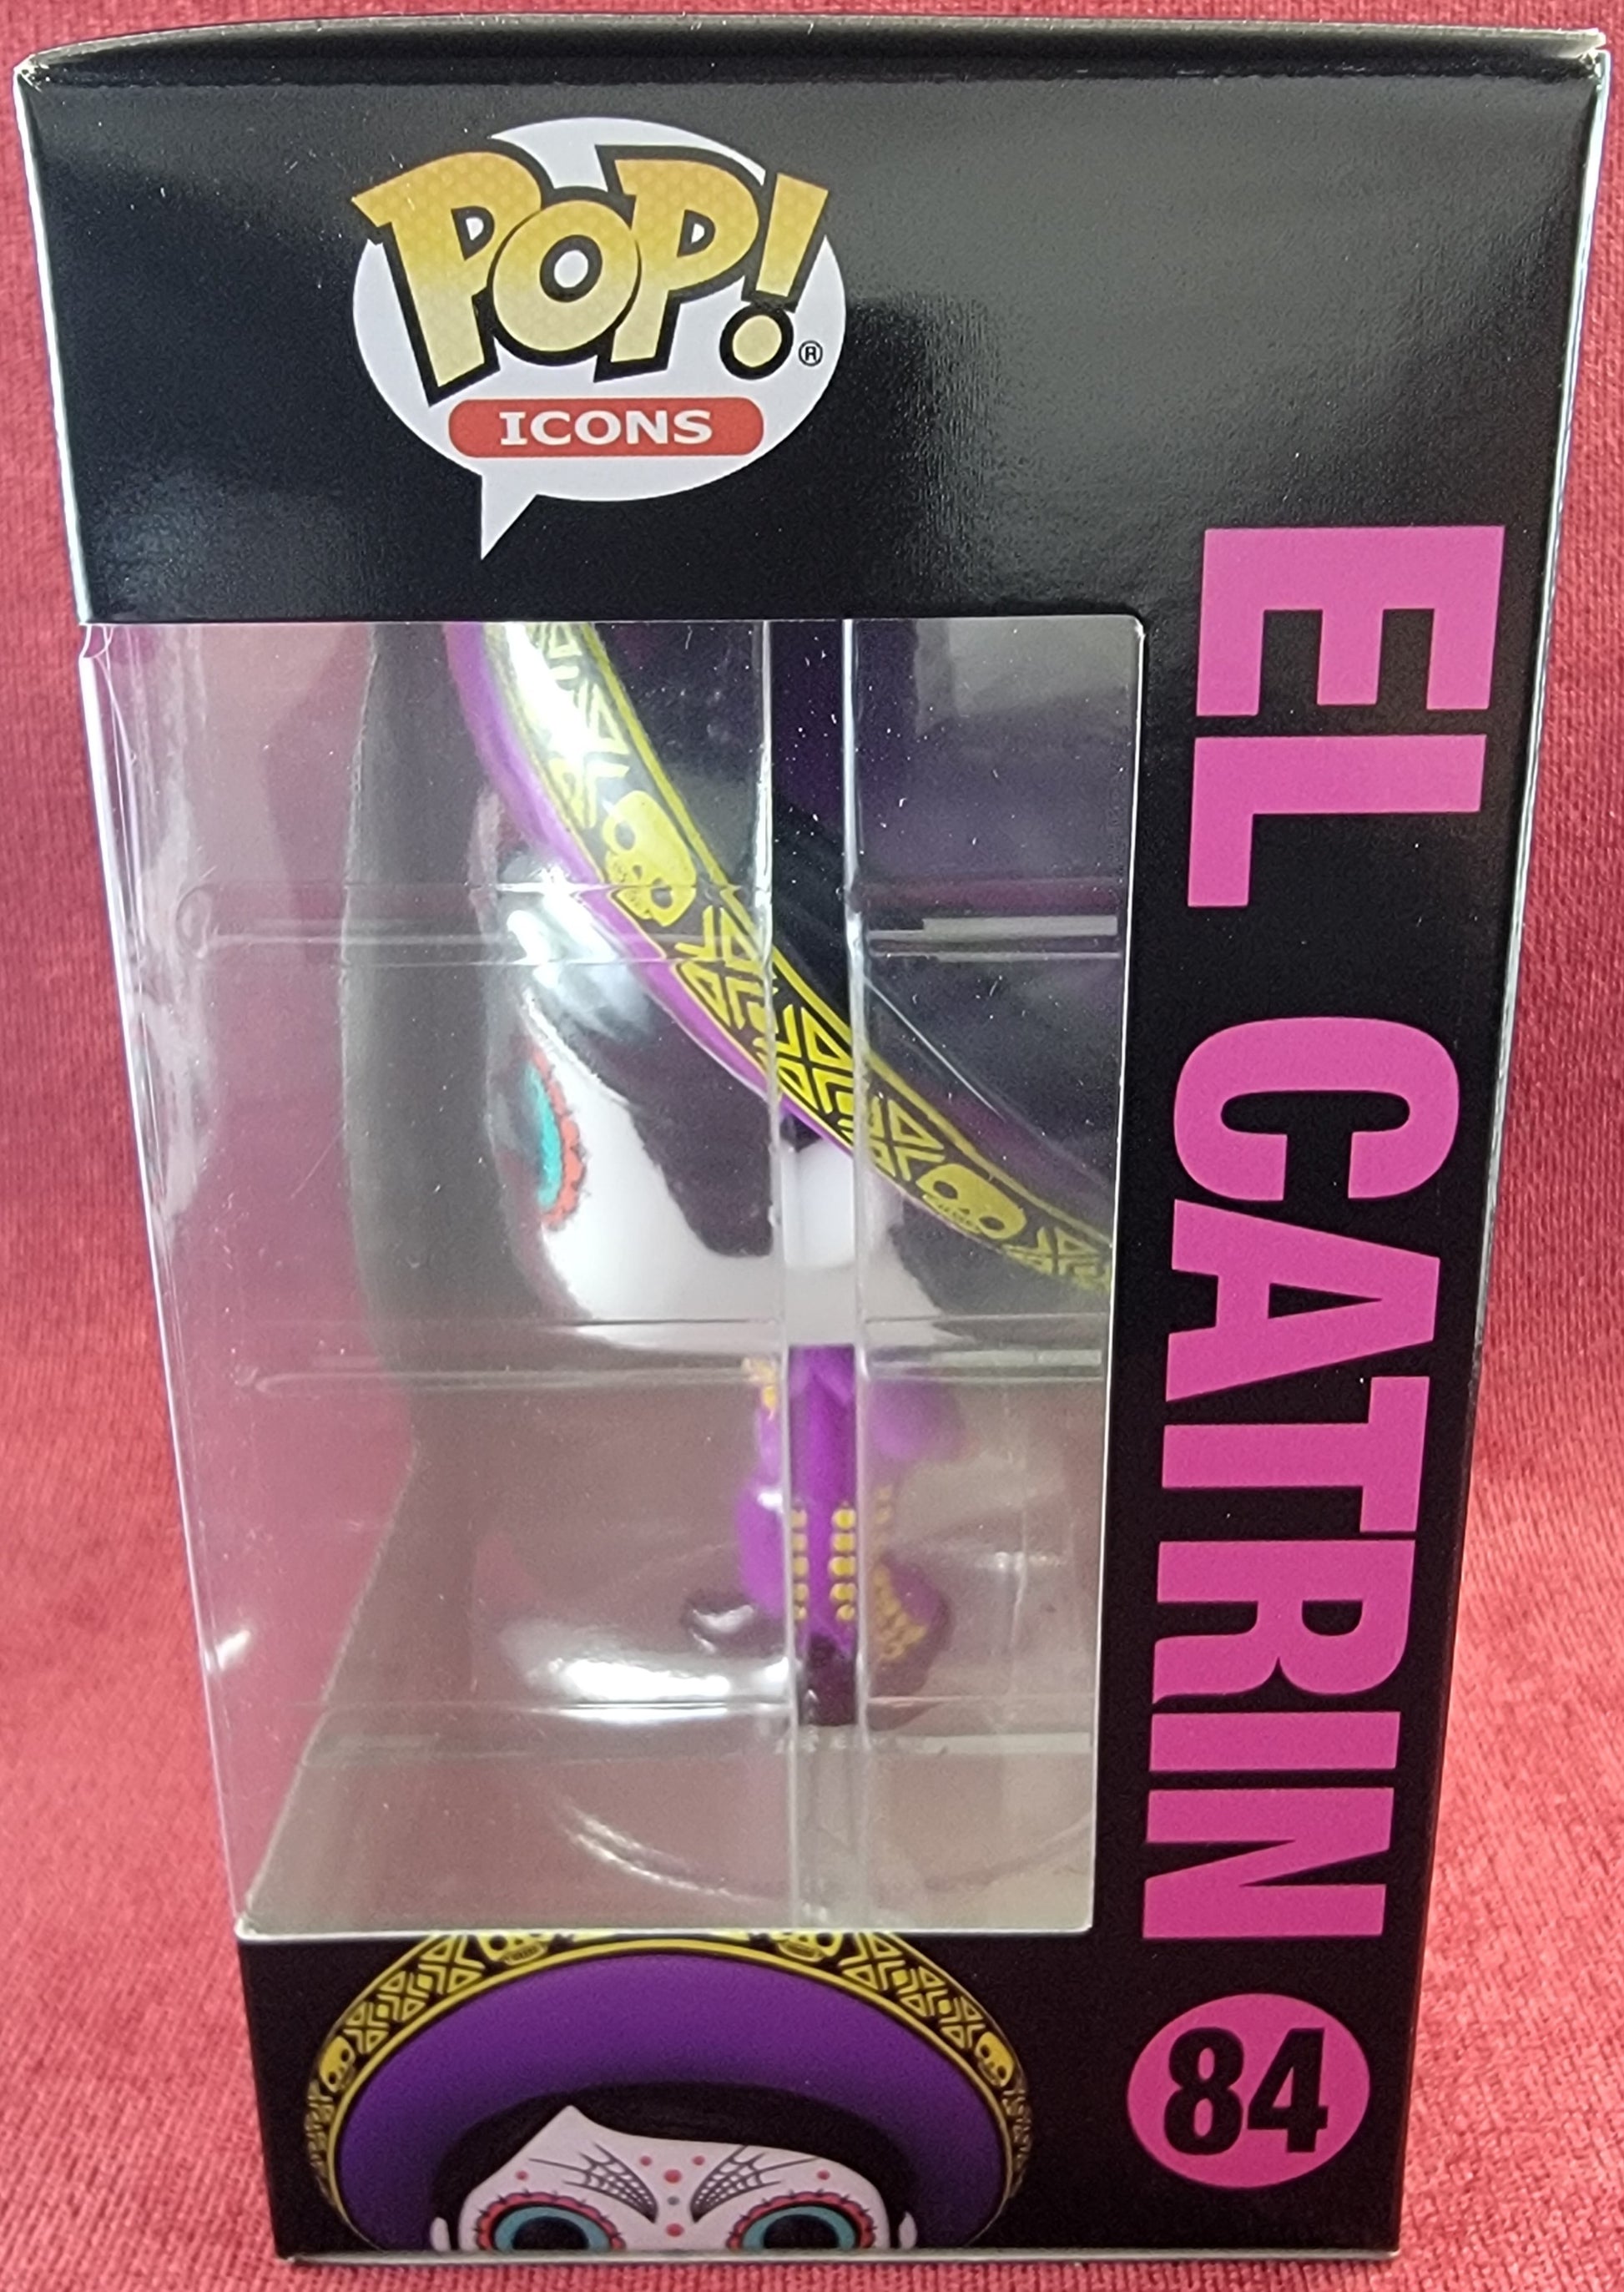 POP!®
ICONS
EL CATRIN
84